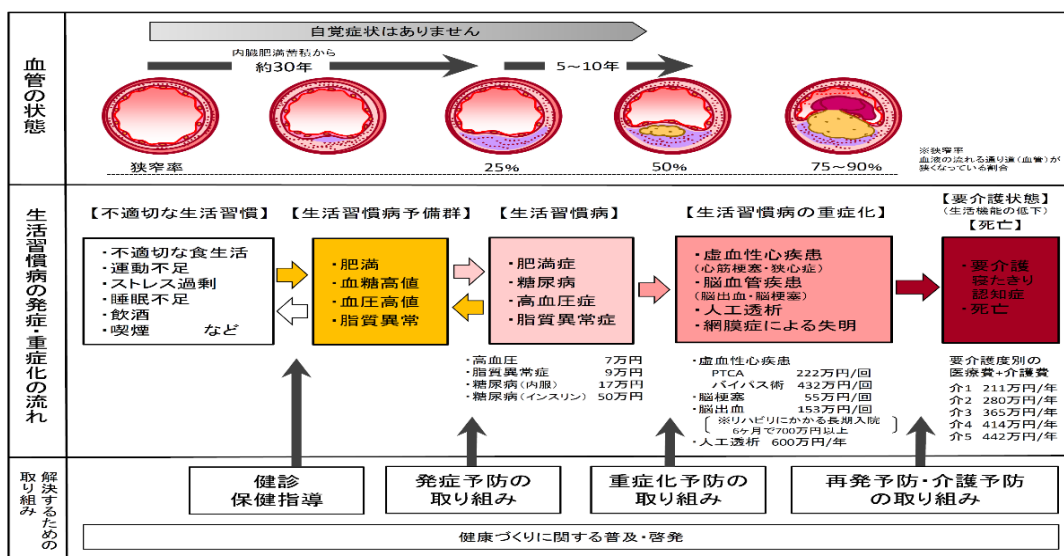 血管の状態
自覚症状はありません
内臓肥満蓄積から
約30年
5～10年
狭窄率
25%
50%
75～90%
※狭窄率
血液の流れる通り道(血管)が
狭くなっている割合
生活習慣病の発症・重症化の流れ
【不適切な生活習慣】
・不適切な食生活
・運動不足
・ストレス過剰
・睡眠不足
・飲酒
・喫煙 など
【生活習慣病予備群】
・肥満
・血糖高値
・血圧高値
・脂質異常
【生活習慣病】
・肥満症
・糖尿病
・高血圧症
・脂質異常症
・高血圧 7万円
・脂質異常症 9万円
・糖尿病(内服) 17万円
・糖尿病(インスリン) 50万円
【生活習慣病の重症化】
・虚血性心疾患
(心筋梗塞・狭心症)
・脳血管疾患
(脳出血・脳梗塞)
・人工透析
・網膜症による失明
・虚血性心疾患
PTCA 222万円/回
バイパス術 432万円/回
・脳梗塞 55万円/回
・脳出血 153万円/回
※リハビリにかかる長期入院
6ヶ月で700万円以上
・人工透析 600万円/年
【要介護状態】
(生活機能の低下)
【死亡】
・要介護
寝たきり
認知症
・死亡
要介護度別の
医療費+介護費
介1 211万円/年
介2 280万円/年
介3 365万円/年
介4 414万円/年
介5 442万円/年
解決するための
取り組み
健診
保健指導
発症予防の
取り組み
重症化予防の
取り組み
再発予防・介護予防
の取り組み
健康づくりに関する普及・啓発